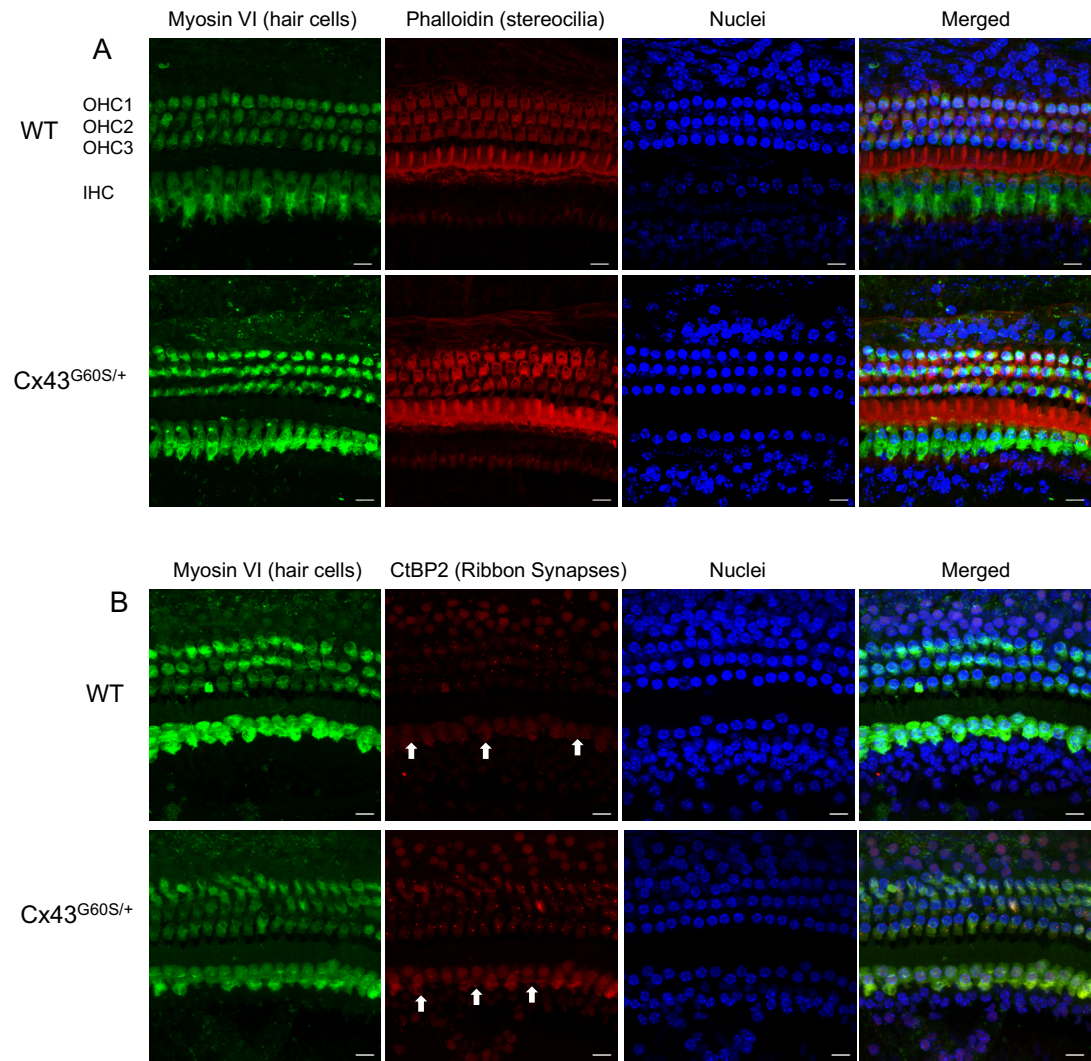 Myosin VI (hair cells) Phalloidin (stereocilia) Nuclei Merged
A
WT
OHC1
OHC2
OHC3
IHC
Cx43G60S/+
Myosin VI (hair cells) CtBP2 (Ribbon Synapses) Nuclei Merged
B
WT
Cx43G60S/+